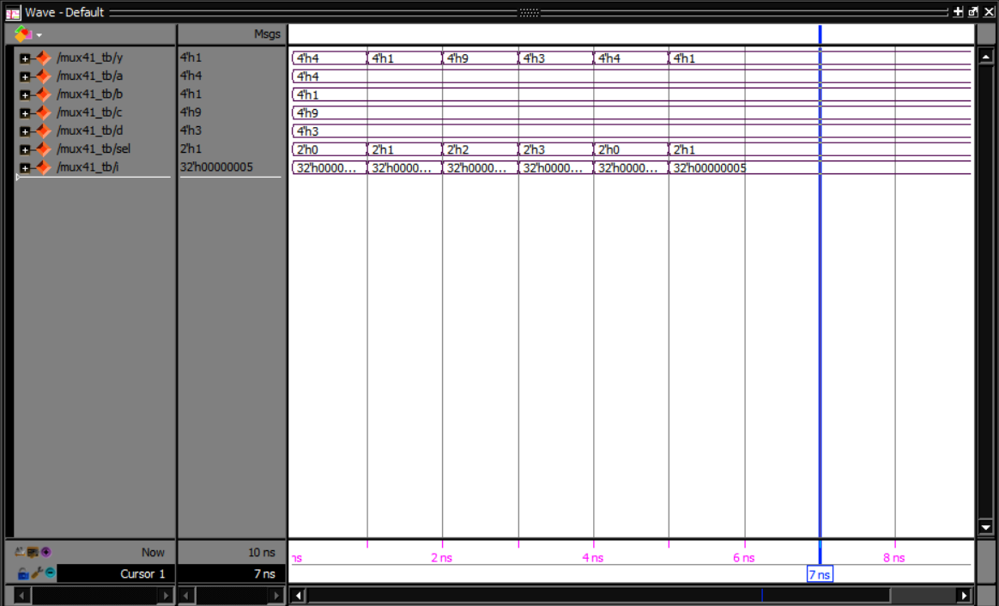 Wave - Default
Msgs
/mux41_tb/y 4'h1 4'h4 4'h1 4'h9 4'h3 4'h4 4'h1
/mux41_tb/a 4'h4 4'h4
/mux41_tb/b 4'h1 4'h1
/mux41_tb/c 4'h9 4'h9
/mux41_tb/d 4'h3 4'h3
/mux41_tb/sel 2'h1 2'h0 2'h1 2'h2 2'h3 2'h0 2'h1
/mux41_tb/i 32'h00000005 32'h0000... 32'h0000... 32'h0000... 32'h0000... 32'h0000... 32'h00000005
Now 10 ns ns 2 ns 4 ns 6 ns 8 ns
Cursor 1 7 ns 7 ns